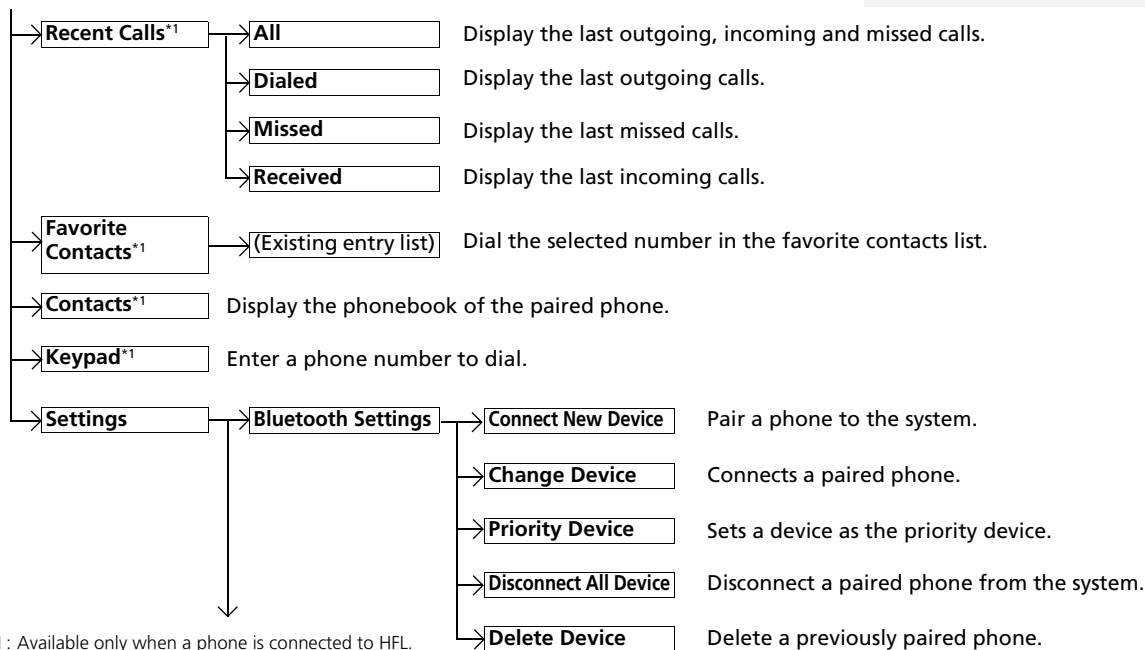 Recent Calls*1 All Display the last outgoing, incoming and missed calls.
Dialed Display the last outgoing calls.
Missed Display the last missed calls.
Received Display the last incoming calls.
Favorite
Contacts*1 (Existing entry list) Dial the selected number in the favorite contacts list.
Contacts*1 Display the phonebook of the paired phone.
Keypad*1 Enter a phone number to dial.
Settings Bluetooth Settings Connect New Device Pair a phone to the system.
Change Device Connects a paired phone.
Priority Device Sets a device as the priority device.
Disconnect All Device Disconnect a paired phone from the system.
Delete Device Delete a previously paired phone.
: Available only when a phone is connected to HFL.